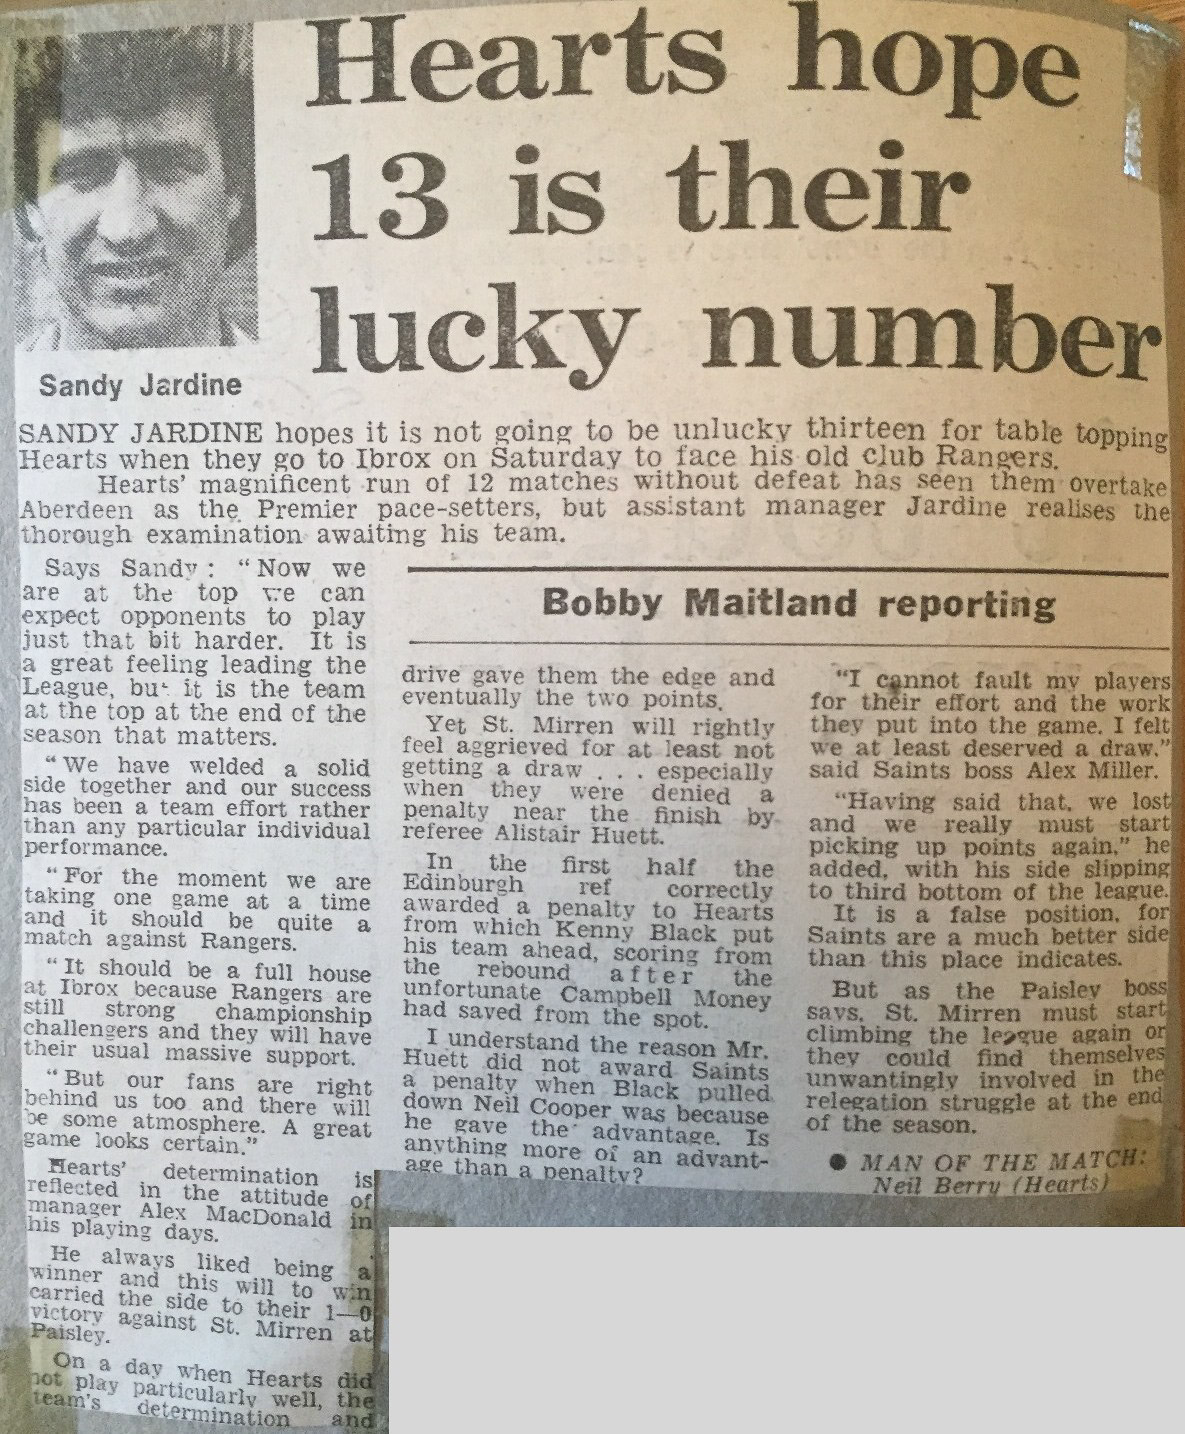 Hearts hope
13 is their
lucky number
Sandy Jardine
SANDY JARDINE hopes it is not going to be unlucky thirteen for table topping
Hearts when they go to Ibrox on Saturday to face his old club Rangers.
Hearts' magnificent run of 12 matches without defeat has seen them overtake
Aberdeen as the Premier pace-setters, but assistant manager Jardine realises the
thorough examination awaiting his team.
Says Sandy: "Now we
are at the top we can
expect opponents to play
just that bit harder. It is
a great feeling leading the
League, but it is the team
at the top at the end of the
season that matters.
"We have welded a solid
side together and our success
has been a team effort rather
than any particular individual
performance.
"For the moment we are
taking one game at a time
and it should be quite a
match against Rangers.
"It should be a full house
at Ibrox because Rangers are
still strong championship
challengers and they will have
their usual massive support.
"But our fans are right
behind us too and there will
be some atmosphere. A great
game looks certain."
Hearts' determination is
reflected in the attitude of
manager Alex MacDonald in
his playing days.
He always liked being a
winner and this will to win
carried the side to their 1—0
victory against St. Mirren at
Paisley.
On a day when Hearts did
not play particularly well, the
team's determination and
Bobby Maitland reporting
drive gave them the edge and
eventually the two points.
Yet St. Mirren will rightly
feel aggrieved for at least not
getting a draw . . . especially
when they were denied a
penalty near the finish by
referee Alistair Huett.
In the first half the
Edinburgh ref correctly
awarded a penalty to Hearts
from which Kenny Black put
his team ahead, scoring from
the rebound after the
unfortunate Campbell Money
had saved from the spot.
I understand the reason Mr.
Huett did not award Saints
a penalty when Black pulled
down Neil Cooper was because
he gave the advantage. Is
anything more of an advant-
age than a penalty?
"I cannot fault my players
for their effort and the work
they put into the game. I felt
we at least deserved a draw."
said Saints boss Alex Miller.
"Having said that, we lost
and we really must start
picking up points again," he
added, with his side slipping
to third bottom of the league.
It is a false position, for
Saints are a much better side
than this place indicates.
But as the Paisley boss
says, St. Mirren must start
climbing the league again or
they could find themselves
unwantingly involved in the
relegation struggle at the end
of the season.
● MAN OF THE MATCH:
Neil Berry (Hearts)